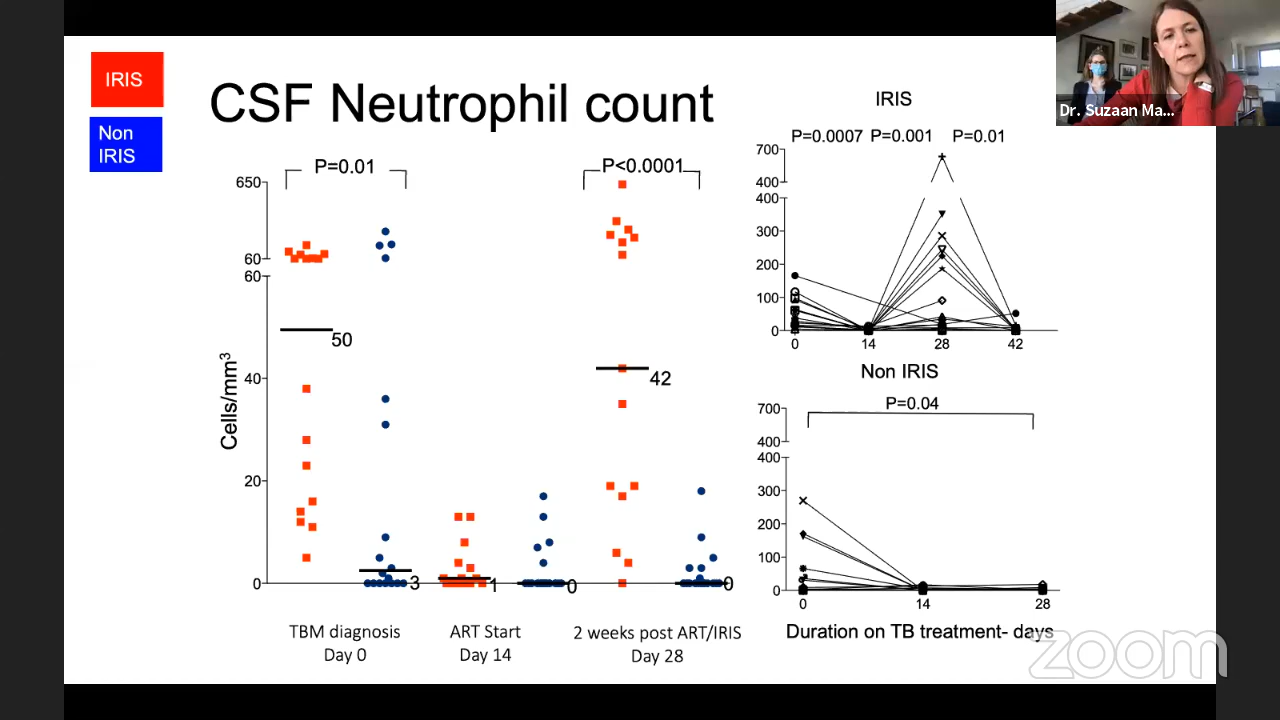 IRIS
Non
IRIS
CSF Neutrophil count
P=0.01
P<0.0001
650
60
60
40
20
0
Cells/mm³
50
3
1
0
42
0
TBM diagnosis
Day 0
ART Start
Day 14
2 weeks post ART/IRIS
Day 28
IRIS
P=0.0007 P=0.001 P=0.01
700
400
400
300
200
100
0
0 14 28 42
Non IRIS
P=0.04
700
400
400
300
200
100
0
0 14 28
Duration on TB treatment- days
Dr. Suzaan Ma...
zoom